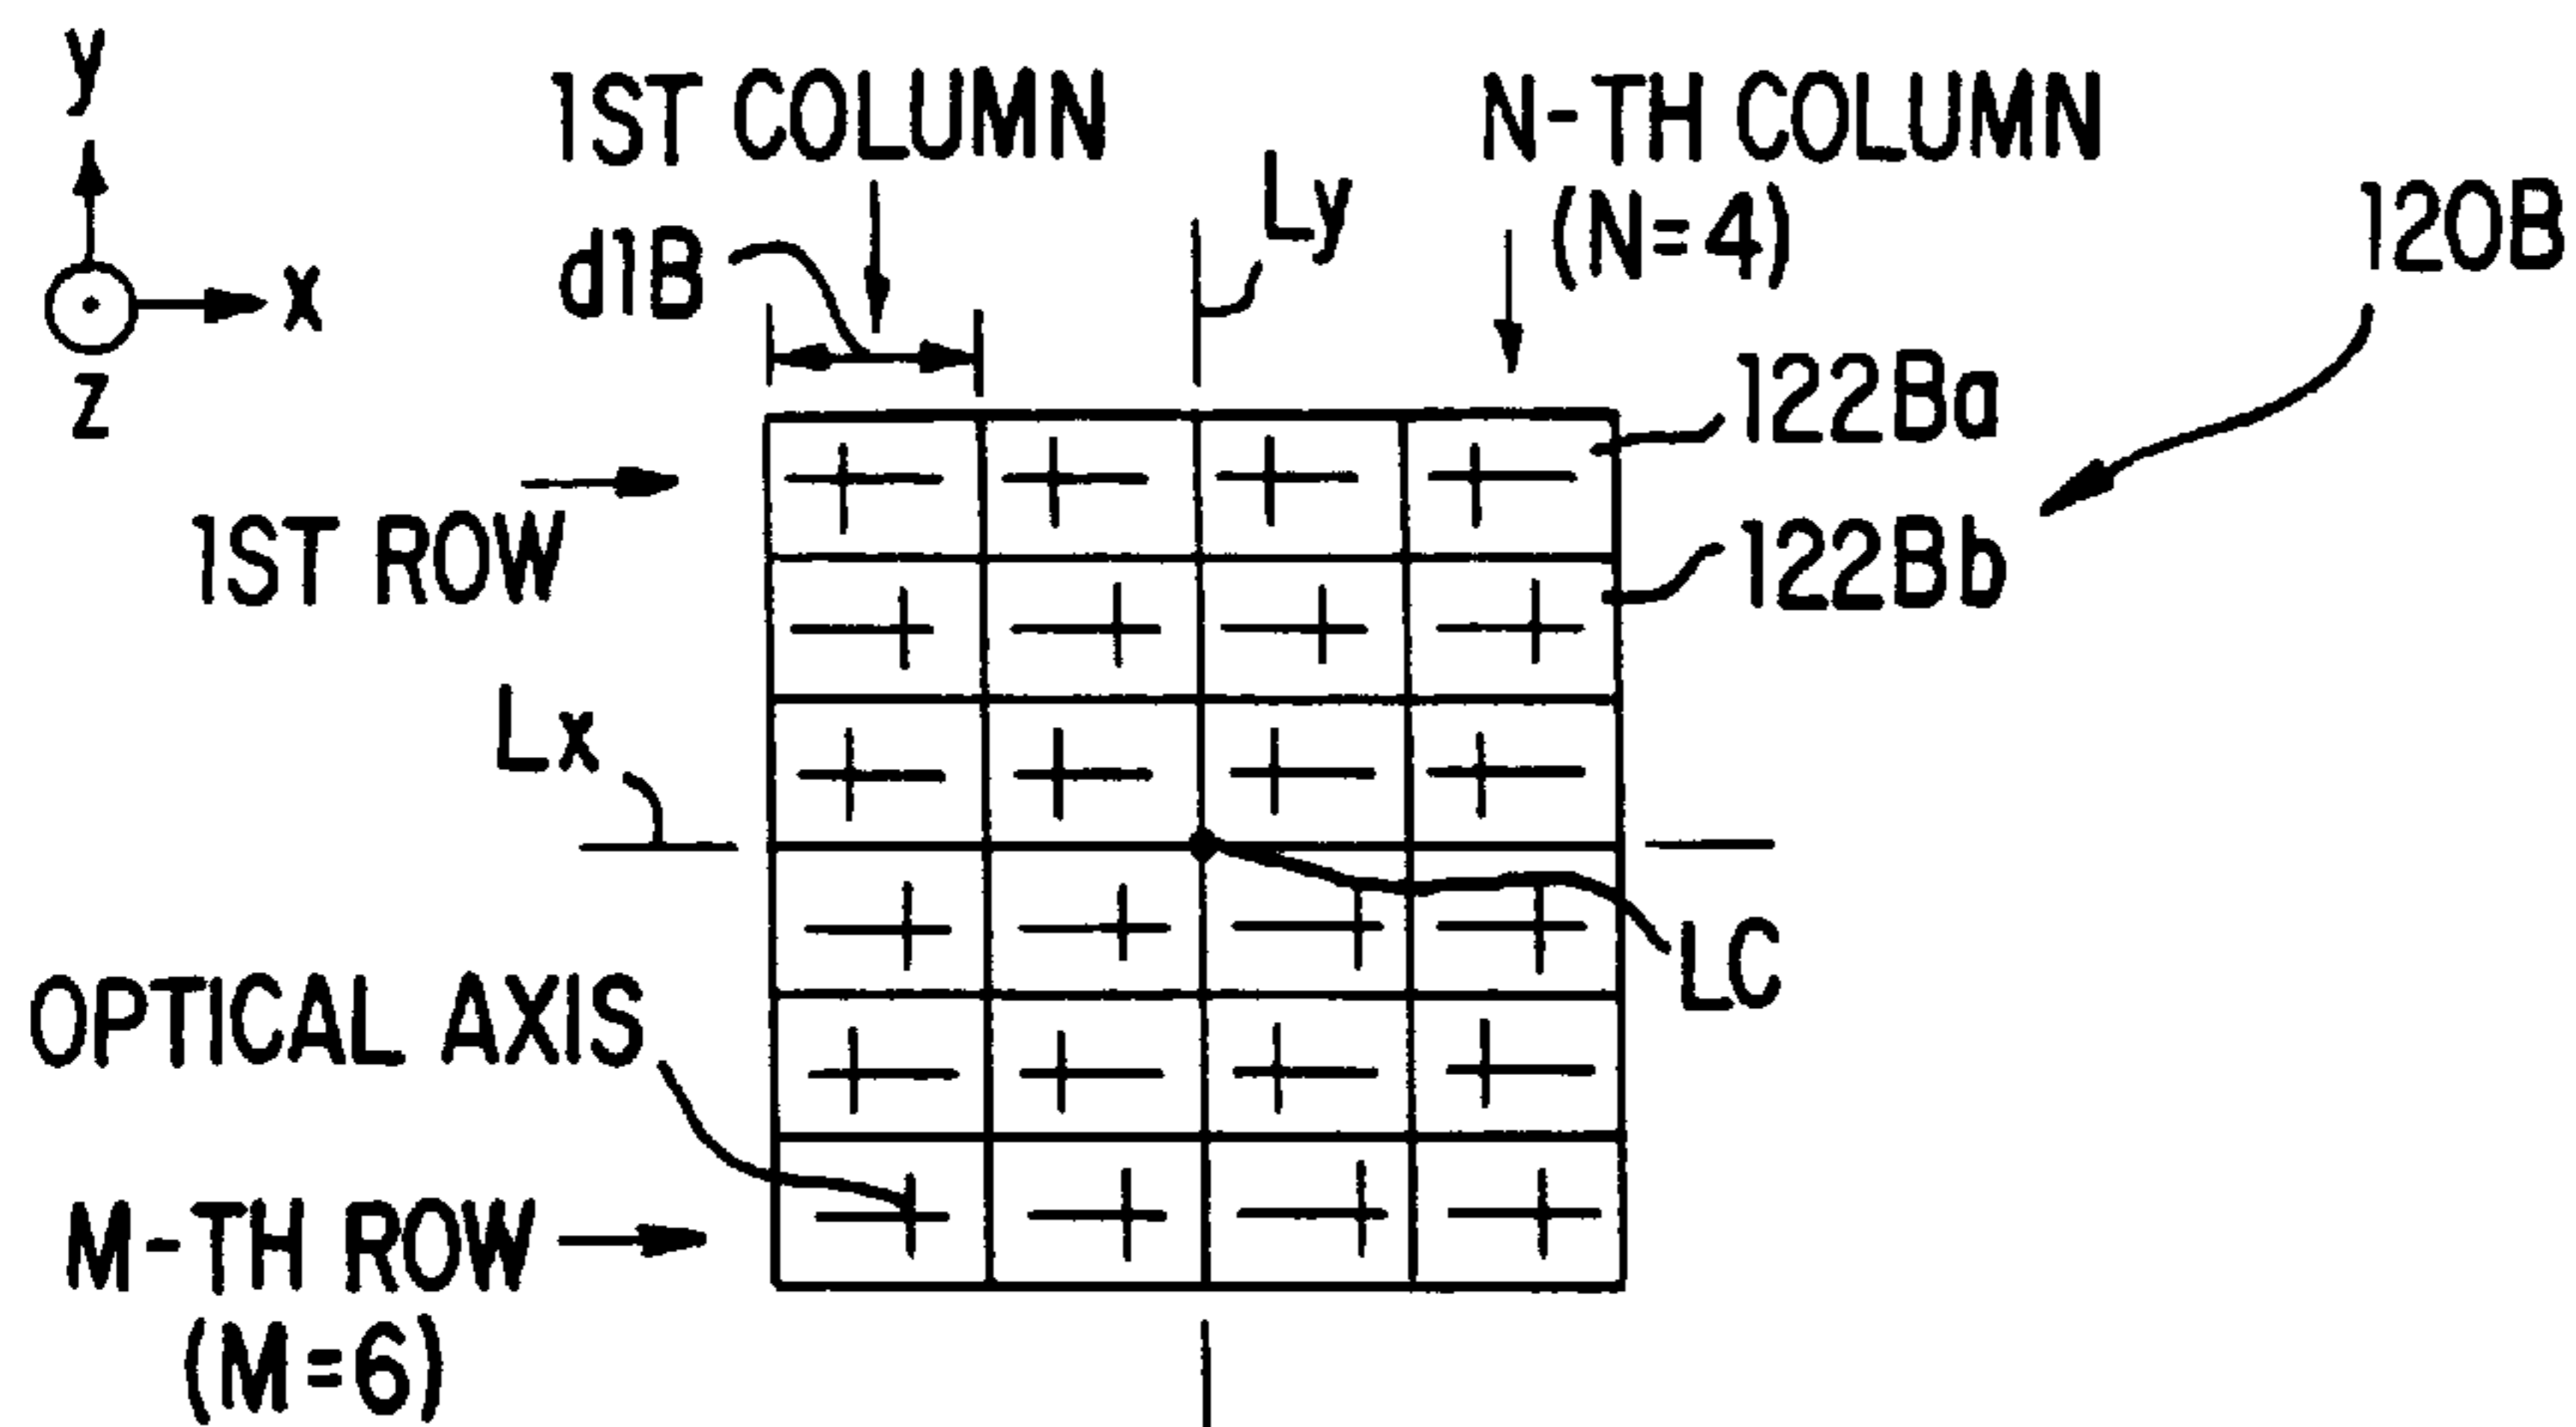 y
x
z
1ST COLUMN
d1B
Ly
N-TH COLUMN
(N=4)
120B
122Ba
122Bb
1ST ROW
Lx
LC
OPTICAL AXIS
M-TH ROW
(M=6)